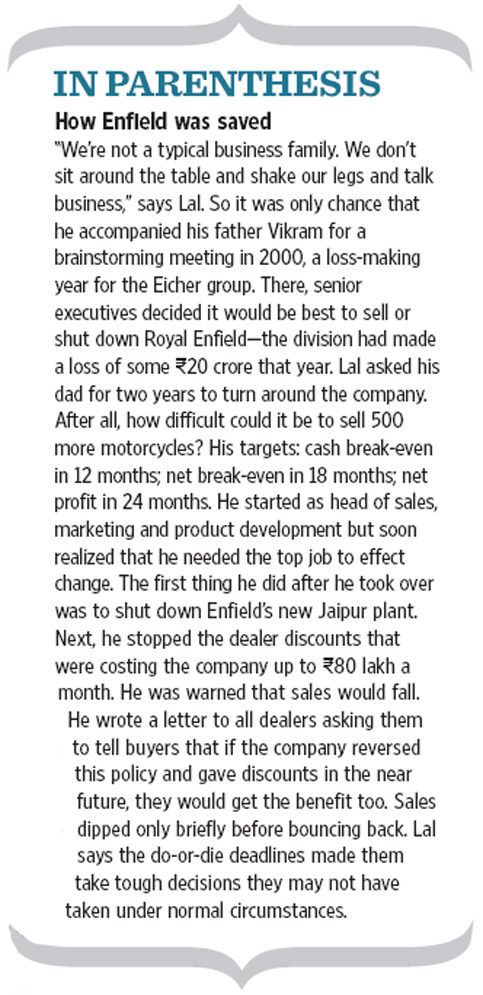 IN PARENTHESIS
How Enfield was saved
“We’re not a typical business family. We don’t
sit around the table and shake our legs and talk
business,” says Lal. So it was only chance that
he accompanied his father Vikram for a
brainstorming meeting in 2000, a loss-making
year for the Eicher group. There, senior
executives decided it would be best to sell or
shut down Royal Enfield—the division had made
a loss of some ₹20 crore that year. Lal asked his
dad for two years to turn around the company.
After all, how difficult could it be to sell 500
more motorcycles? His targets: cash break-even
in 12 months; net break-even in 18 months; net
profit in 24 months. He started as head of sales,
marketing and product development but soon
realized that he needed the top job to effect
change. The first thing he did after he took over
was to shut down Enfield’s new Jaipur plant.
Next, he stopped the dealer discounts that
were costing the company up to ₹80 lakh a
month. He was warned that sales would fall.
He wrote a letter to all dealers asking them
to tell buyers that if the company reversed
this policy and gave discounts in the near
future, they would get the benefit too. Sales
dipped only briefly before bouncing back. Lal
says the do-or-die deadlines made them
take tough decisions they may not have
taken under normal circumstances.